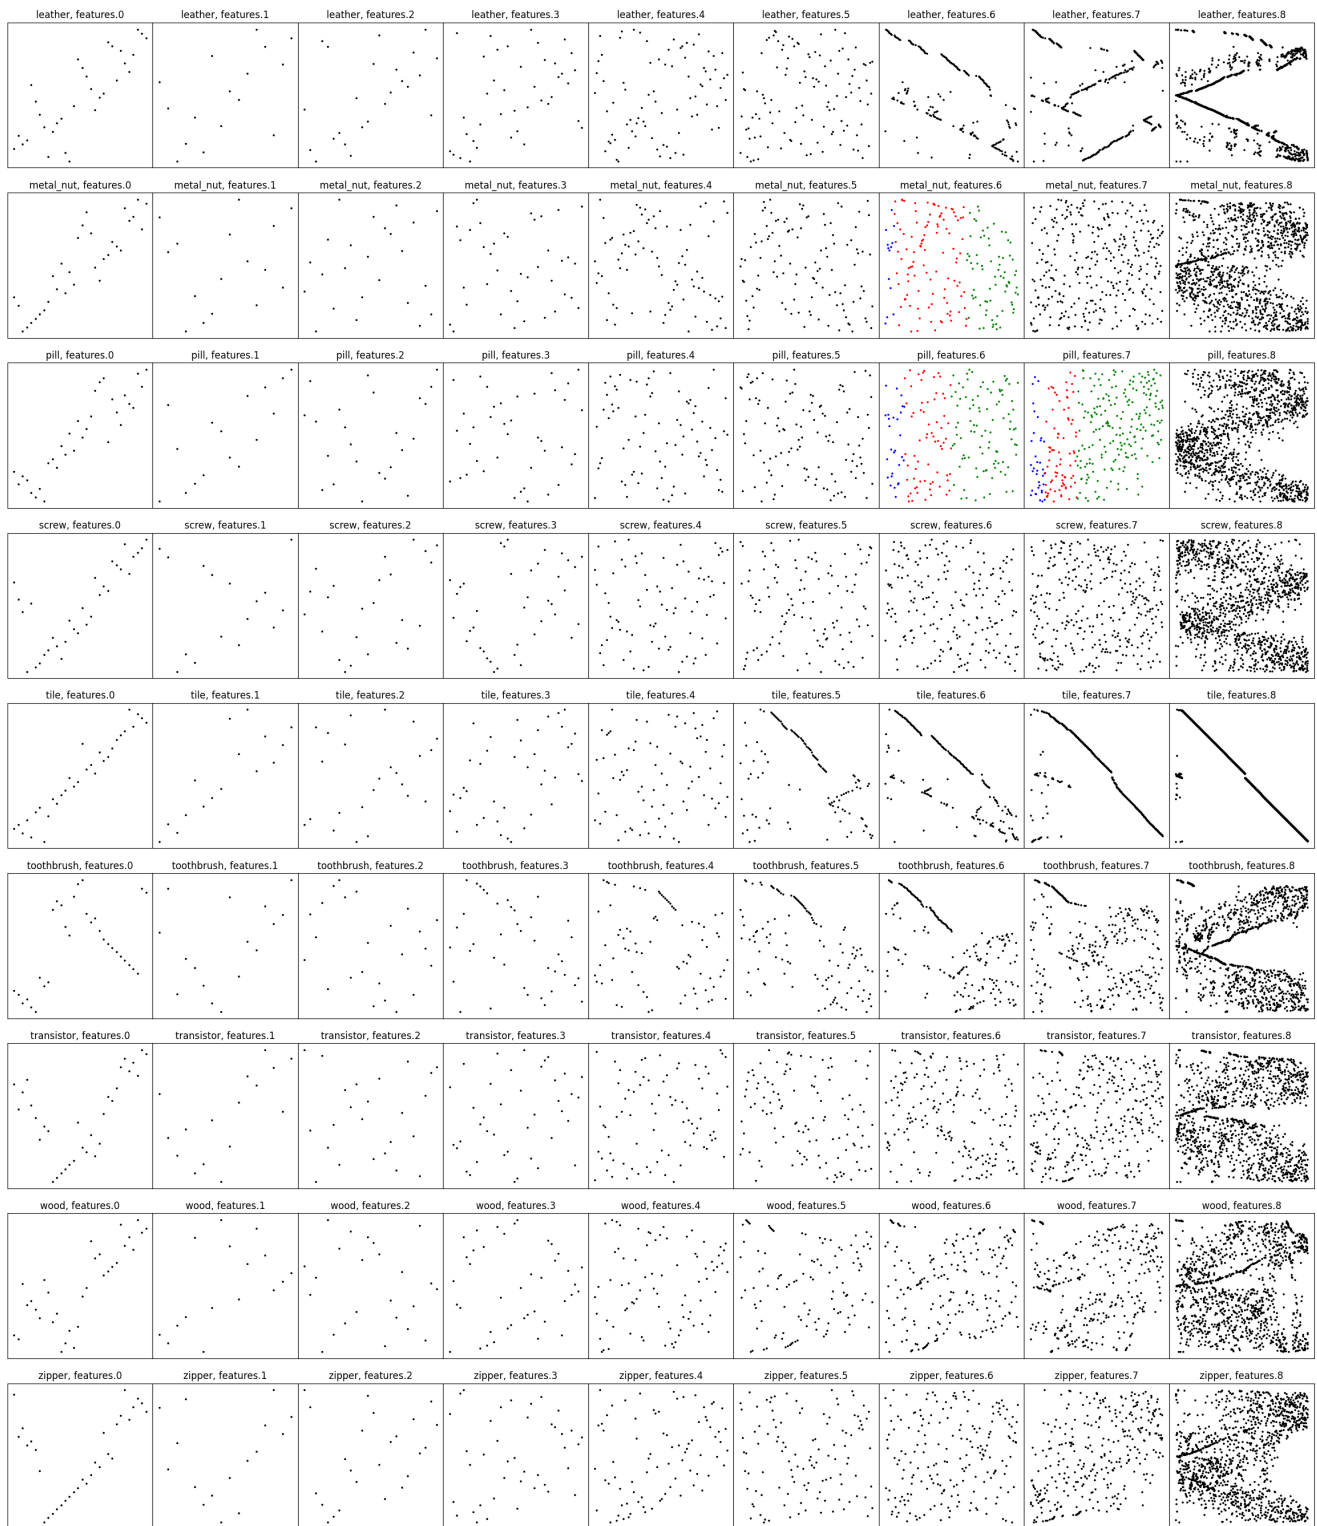 leather, features.0 leather, features.1 leather, features.2 leather, features.3 leather, features.4 leather, features.5 leather, features.6 leather, features.7 leather, features.8
metal_nut, features.0 metal_nut, features.1 metal_nut, features.2 metal_nut, features.3 metal_nut, features.4 metal_nut, features.5 metal_nut, features.6 metal_nut, features.7 metal_nut, features.8
pill, features.0 pill, features.1 pill, features.2 pill, features.3 pill, features.4 pill, features.5 pill, features.6 pill, features.7 pill, features.8
screw, features.0 screw, features.1 screw, features.2 screw, features.3 screw, features.4 screw, features.5 screw, features.6 screw, features.7 screw, features.8
tile, features.0 tile, features.1 tile, features.2 tile, features.3 tile, features.4 tile, features.5 tile, features.6 tile, features.7 tile, features.8
toothbrush, features.0 toothbrush, features.1 toothbrush, features.2 toothbrush, features.3 toothbrush, features.4 toothbrush, features.5 toothbrush, features.6 toothbrush, features.7 toothbrush, features.8
transistor, features.0 transistor, features.1 transistor, features.2 transistor, features.3 transistor, features.4 transistor, features.5 transistor, features.6 transistor, features.7 transistor, features.8
wood, features.0 wood, features.1 wood, features.2 wood, features.3 wood, features.4 wood, features.5 wood, features.6 wood, features.7 wood, features.8
zipper, features.0 zipper, features.1 zipper, features.2 zipper, features.3 zipper, features.4 zipper, features.5 zipper, features.6 zipper, features.7 zipper, features.8